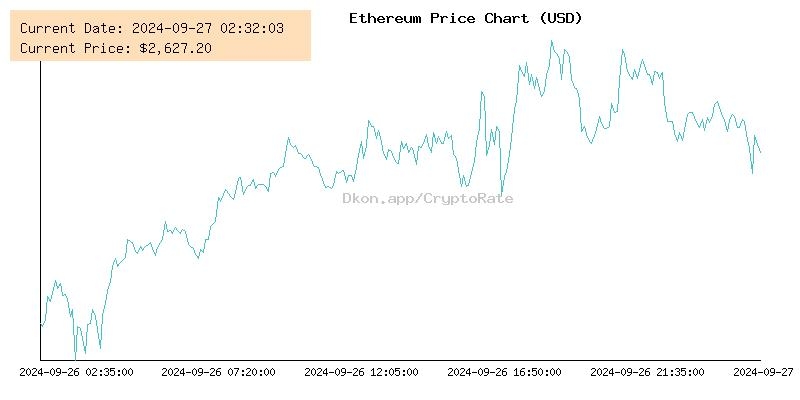 Ethereum Price Chart (USD)
Current Date: 2024-09-27 02:32:03
Current Price: $2,627.20
Dkon.app/CryptoRate
2024-09-26 02:35:00
2024-09-26 07:20:00
2024-09-26 12:05:00
2024-09-26 16:50:00
2024-09-26 21:35:00
2024-09-27